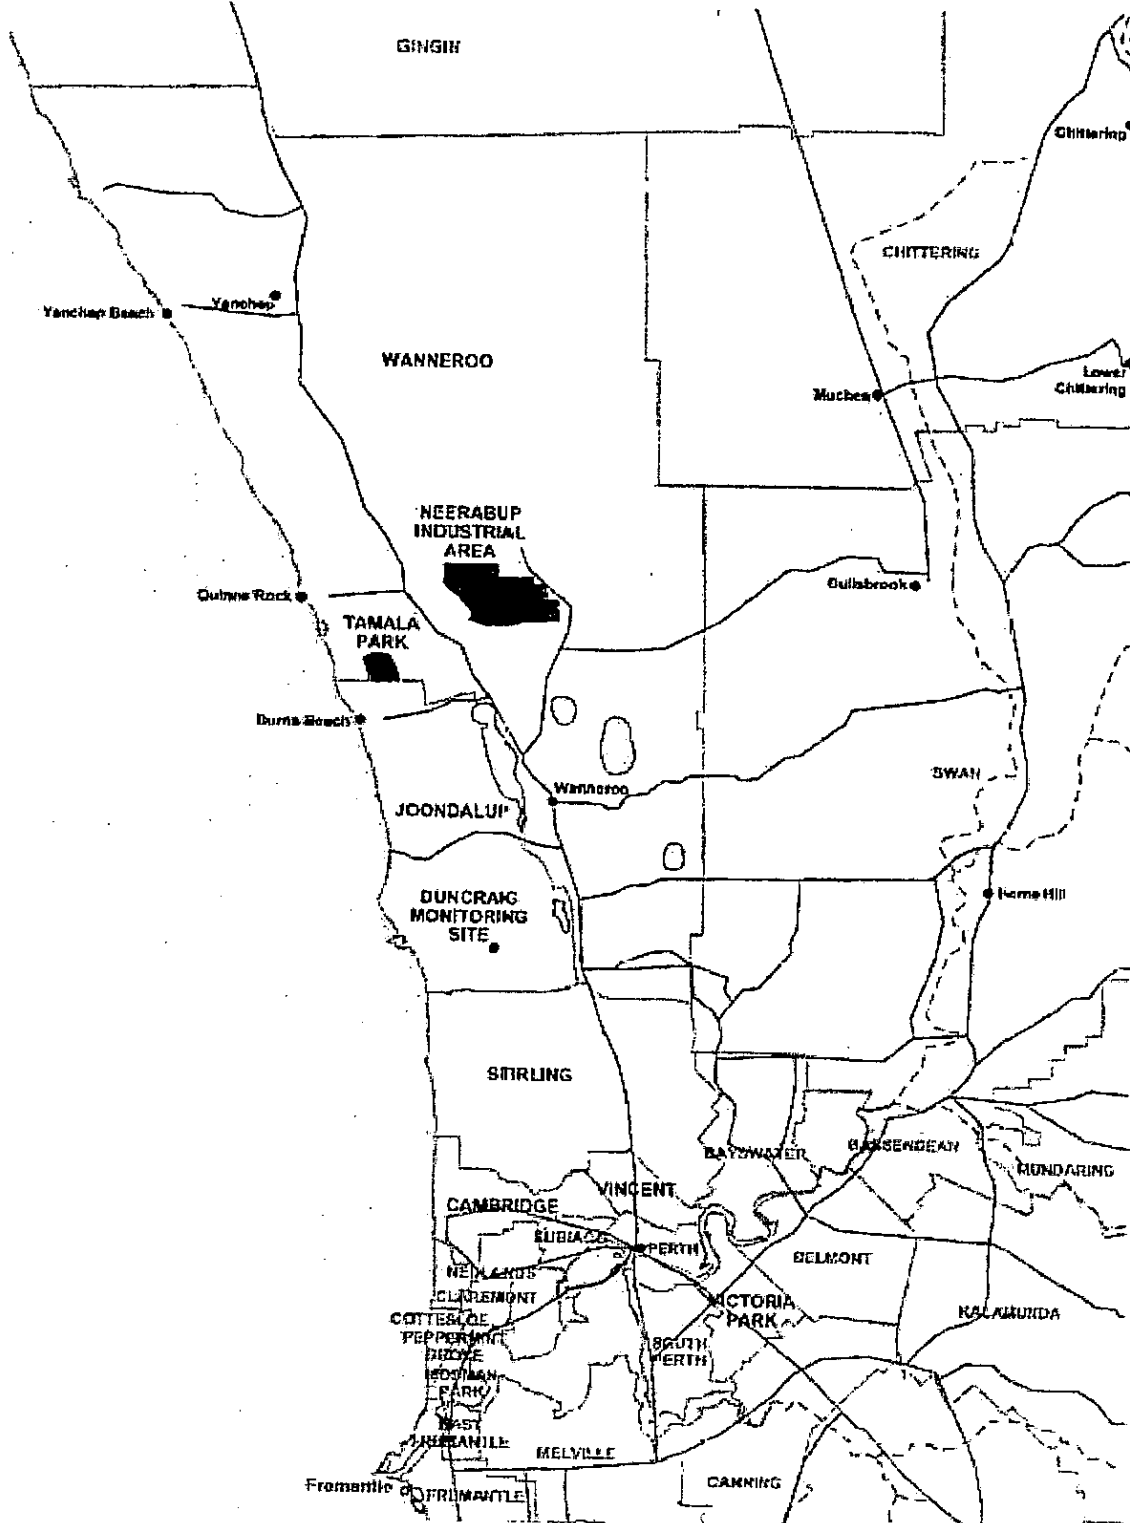 GINGIN
Chittering
CHITTERING
Yanchep
Yanchep Beach
WANNEROO
Lower
Chittering
Muchea
NEERABUP
INDUSTRIAL
AREA
Bullsbrook
Quinns Rock
TAMALA
PARK
Burns Beach
SWAN
Wanneroo
JOONDALUP
DUNCRAIG
MONITORING
SITE
Herne Hill
STIRLING
BAYSWATER
BASSENDEAN
MUNDARING
VINCENT
CAMBRIDGE
SUBIACO
PERTH
BELMONT
NEDLANDS
CLAREMONT
VICTORIA
PARK
KALAMUNDA
COTTESLOE
PEPPERMINT
GROVE
SOUTH
PERTH
MOSMAN
PARK
EAST
FREMANTLE
MELVILLE
Fremantle
FREMANTLE
CANNING